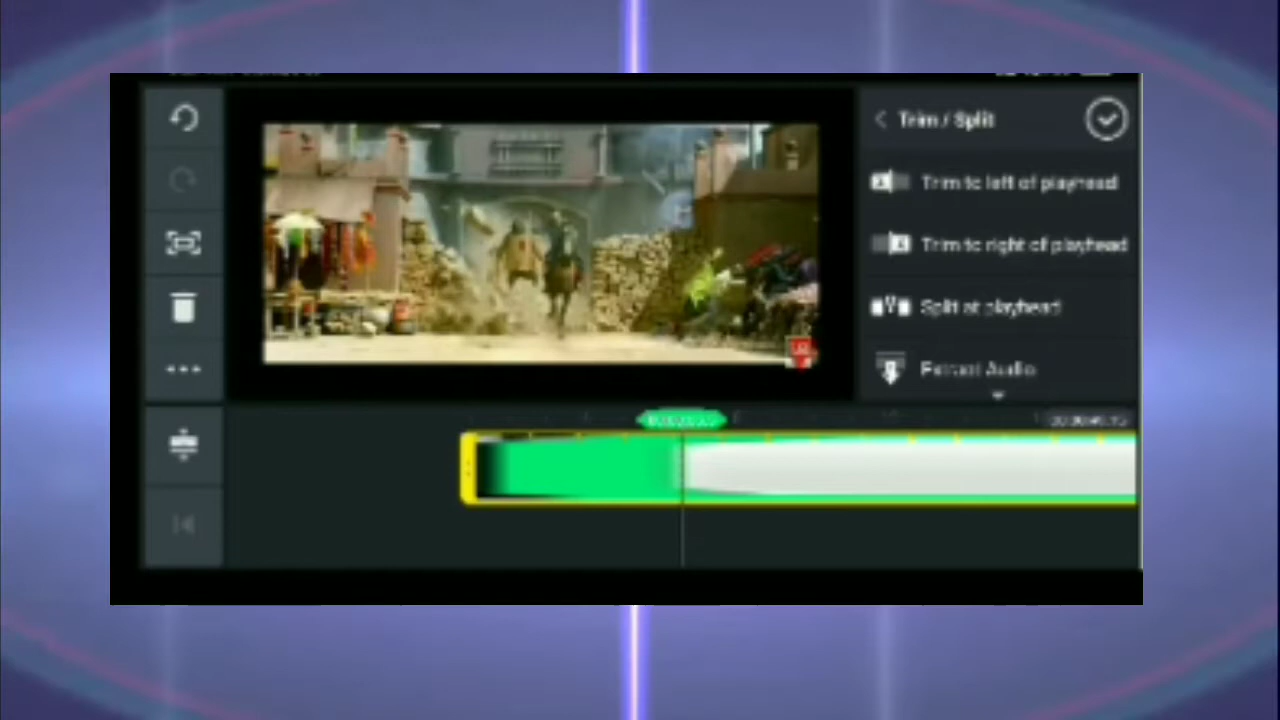 Trim / Split
Trim to left of playhead
Trim to right of playhead
Split at playhead
Extract Audio